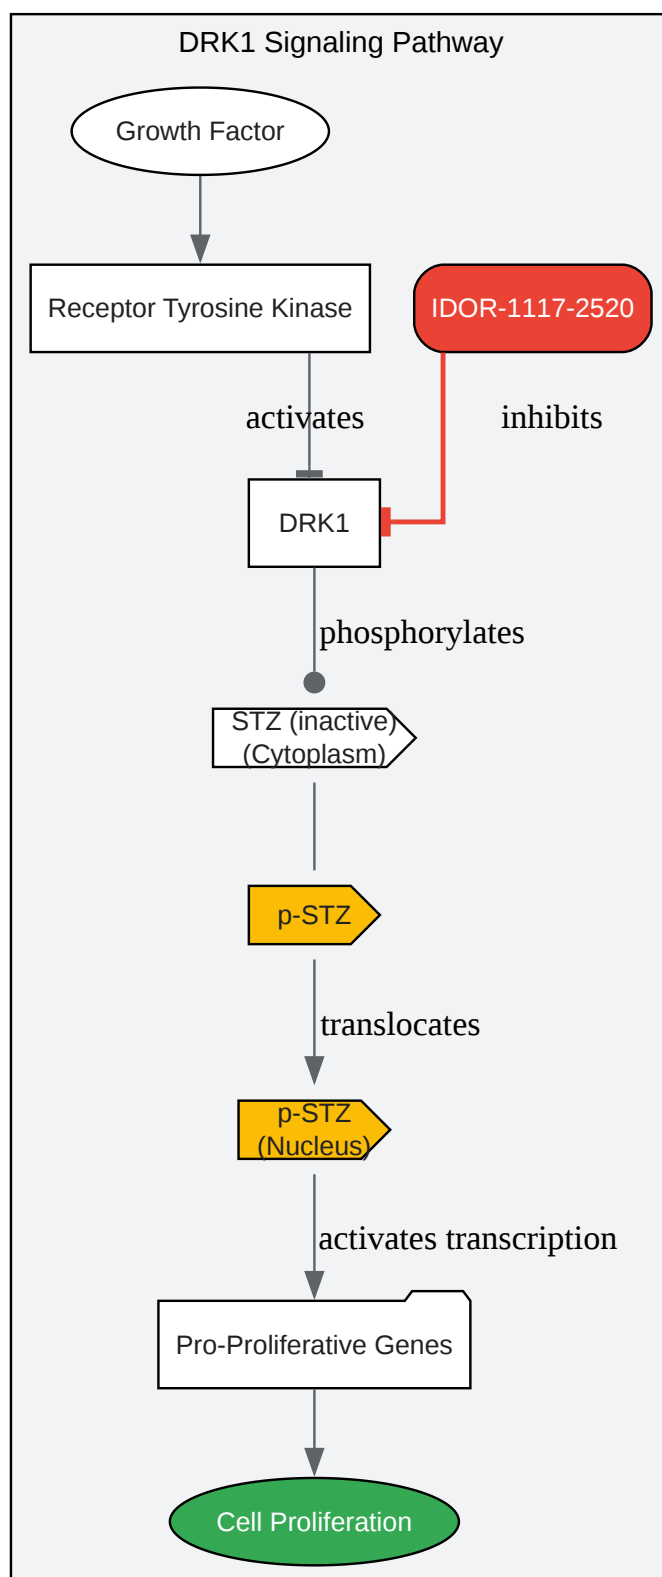 DRK1 Signaling Pathway
Growth Factor
Receptor Tyrosine Kinase
IDOR-1117-2520
activates
inhibits
DRK1
phosphorylates
STZ (inactive)
(Cytoplasm)
p-STZ
translocates
p-STZ
(Nucleus)
activates transcription
Pro-Proliferative Genes
Cell Proliferation